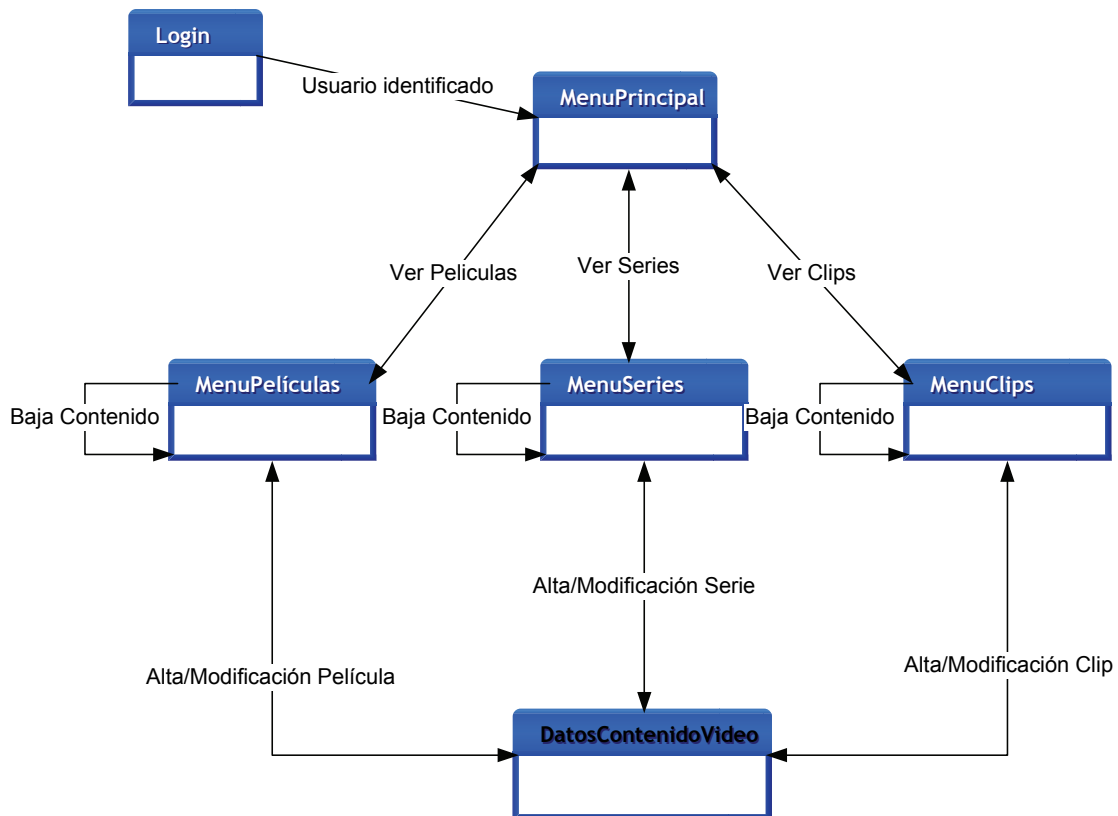 Login
Usuario identificado
MenuPrincipal
Ver Peliculas
Ver Series
Ver Clips
MenuPelículas
MenuSeries
MenuClips
Baja Contenido
Baja Contenido
Baja Contenido
Alta/Modificación Serie
Alta/Modificación Película
Alta/Modificación Clip
DatosContenidoVideo